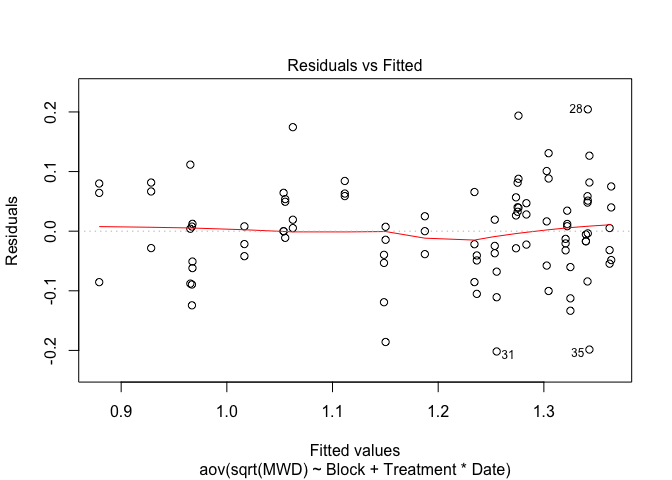 Residuals vs Fitted
Residuals
0.2
0.1
0.0
-0.1
-0.2
28
31
35
0.9 1.0 1.1 1.2 1.3
Fitted values
aov(sqrt(MWD) ~ Block + Treatment * Date)